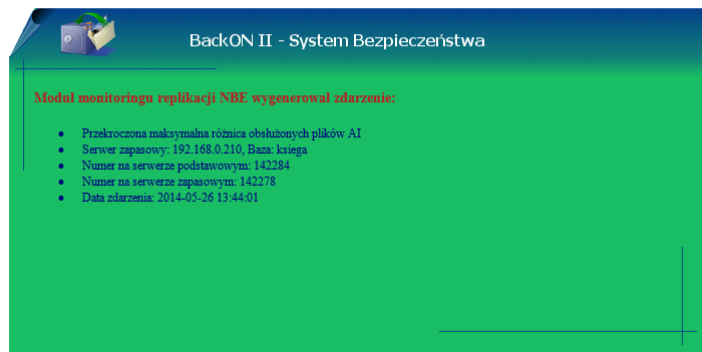 BackON II - System Bezpieczeństwa
Moduł monitoringu replikacji NBE wygenerował zdarzenie:
Przekroczona maksymalna różnica obsłużonych plików AI
Serwer zapasowy: 192.168.0.210, Baza: ksiega
Numer na serwerze podstawowym: 142284
Numer na serwerze zapasowym: 142278
Data zdarzenia: 2014-05-26 13:44:01